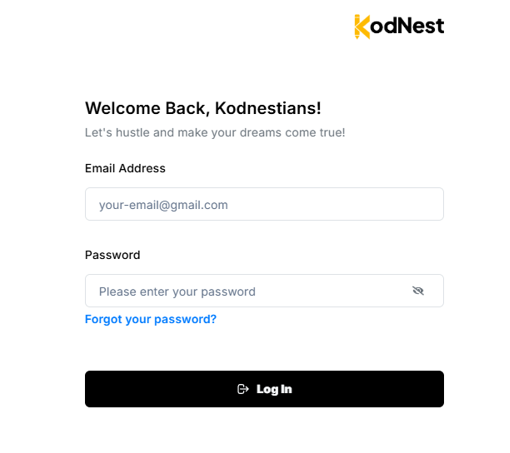 KodNest
Welcome Back, Kodnestians!
Let's hustle and make your dreams come true!
Email Address
your-email@gmail.com
Password
Please enter your password
Forgot your password?
Log In